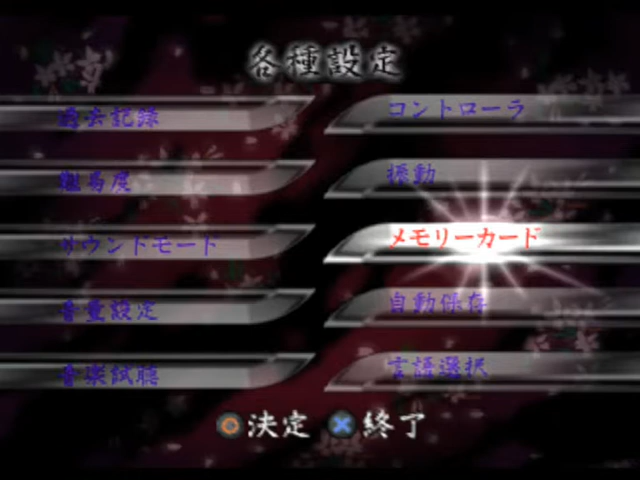 各種設定
過去記録
難易度
サウンドモード
音量設定
音楽試聴
コントローラ
振動
メモリーカード
自動保存
言語選択
決定 終了